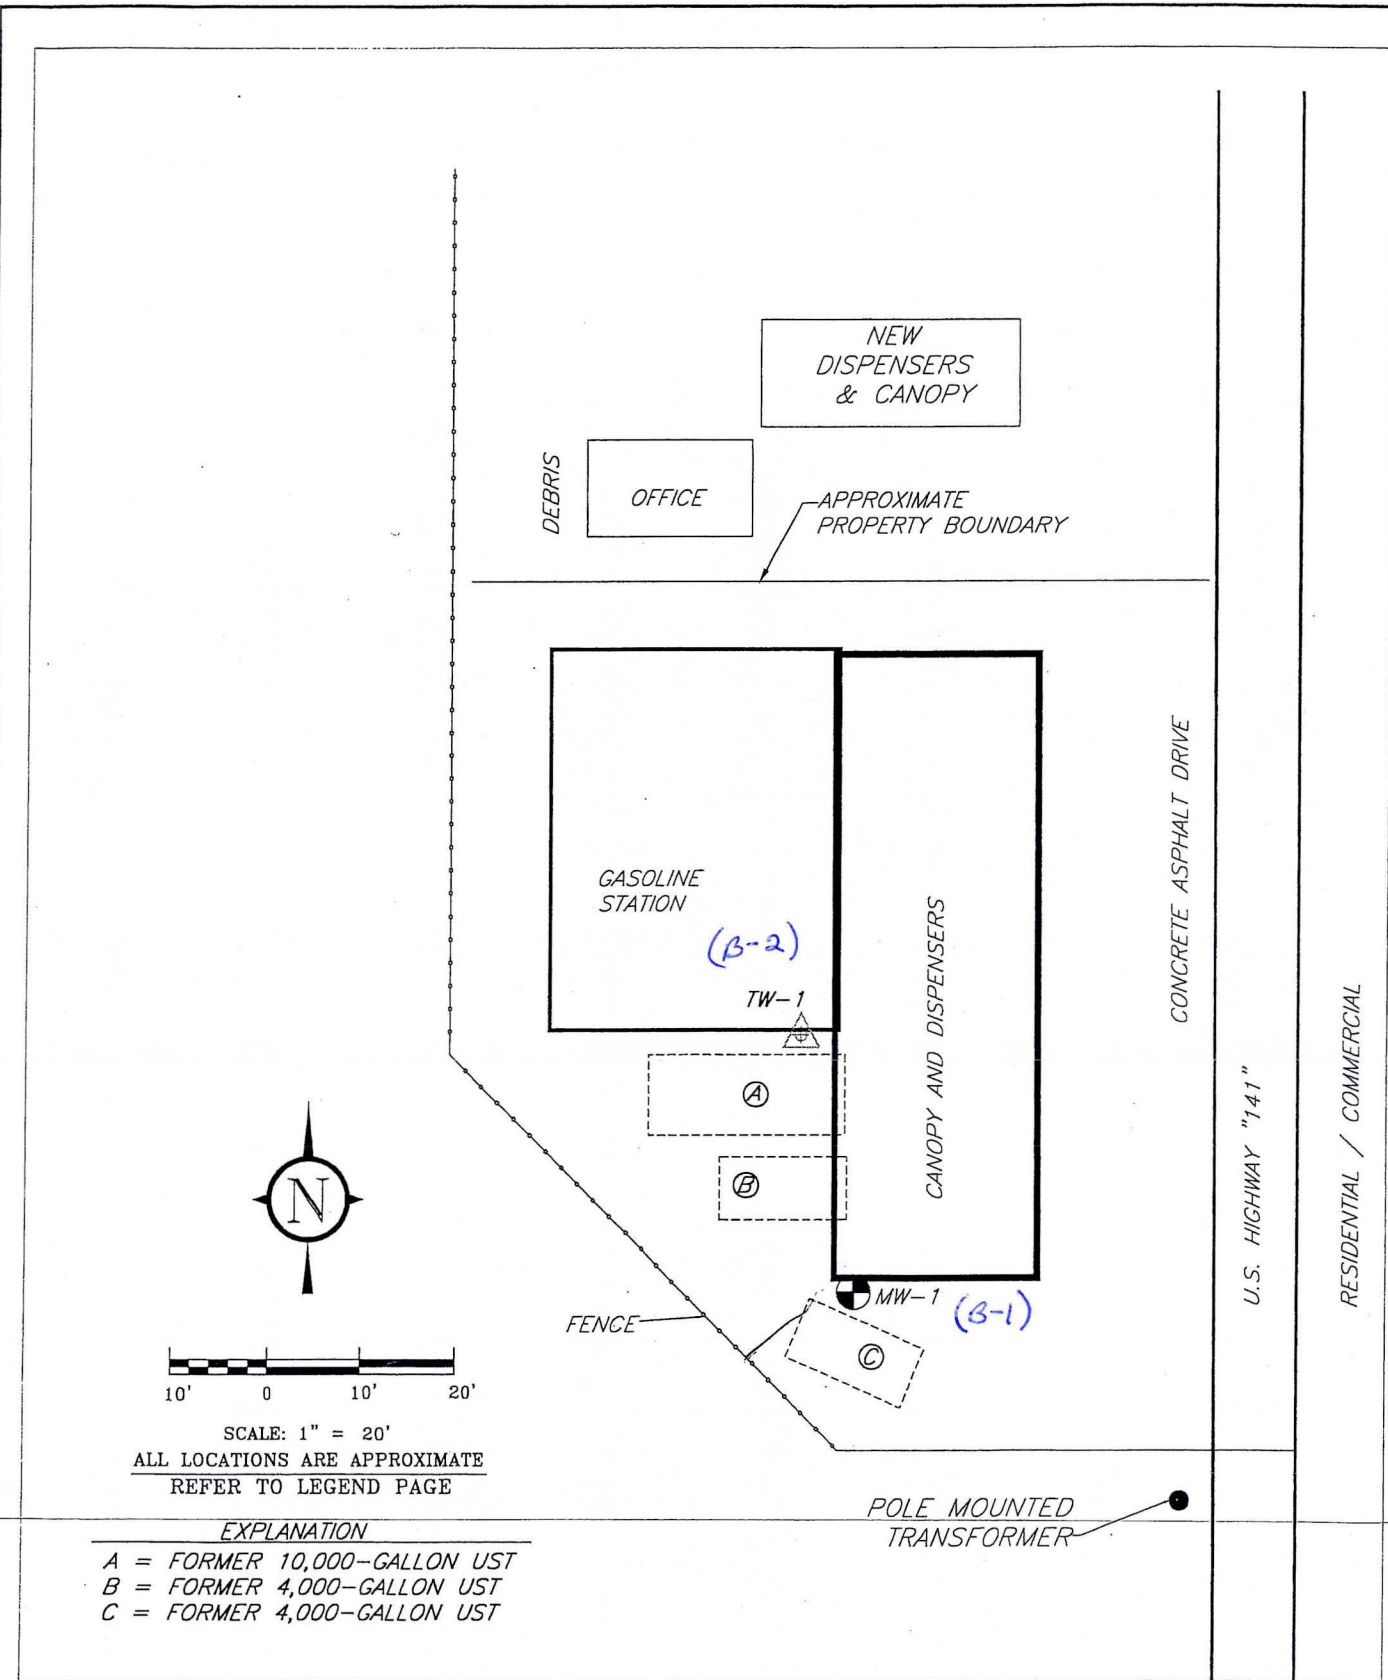 NEW
DISPENSERS
& CANOPY
DEBRIS
OFFICE
APPROXIMATE
PROPERTY BOUNDARY
GASOLINE
STATION
(B-2)
TW-1
CANOPY AND DISPENSERS
CONCRETE ASPHALT DRIVE
U.S. HIGHWAY "141"
RESIDENTIAL / COMMERCIAL
A
B
N
MW-1
(B-1)
FENCE
C
10' 0 10' 20'
SCALE: 1" = 20'
ALL LOCATIONS ARE APPROXIMATE
REFER TO LEGEND PAGE
POLE MOUNTED
TRANSFORMER
EXPLANATION
A = FORMER 10,000-GALLON UST
B = FORMER 4,000-GALLON UST
C = FORMER 4,000-GALLON UST